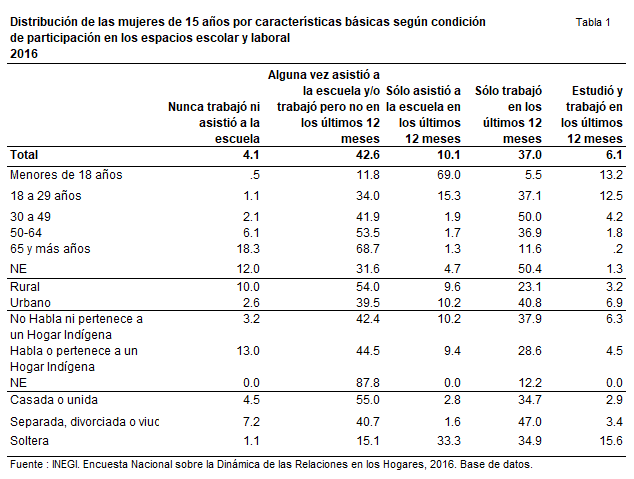 Distribución de las mujeres de 15 años por características básicas según condición Tabla 1
de participación en los espacios escolar y laboral
2016
Alguna vez asistió a
la escuela y/o Sólo asistió a Sólo trabajó Estudió y
Nunca trabajó ni trabajó pero no en la escuela en en los trabajó en los
asistió a la los últimos 12 los últimos últimos 12 últimos
escuela meses 12 meses meses 12 meses
Total 4.1 42.6 10.1 37.0 6.1
Menores de 18 años .5 11.8 69.0 5.5 13.2
18 a 29 años 1.1 34.0 15.3 37.1 12.5
30 a 49 2.1 41.9 1.9 50.0 4.2
50-64 6.1 53.5 1.7 36.9 1.8
65 y más años 18.3 68.7 1.3 11.6 .2
NE 12.0 31.6 4.7 50.4 1.3
Rural 10.0 54.0 9.6 23.1 3.2
Urbano 2.6 39.5 10.2 40.8 6.9
No Habla ni pertenece a 3.2 42.4 10.2 37.9 6.3
un Hogar Indígena
Habla o pertenece a un 13.0 44.5 9.4 28.6 4.5
Hogar Indígena
NE 0.0 87.8 0.0 12.2 0.0
Casada o unida 4.5 55.0 2.8 34.7 2.9
Separada, divorciada o viuc 7.2 40.7 1.6 47.0 3.4
Soltera 1.1 15.1 33.3 34.9 15.6
Fuente : INEGI. Encuesta Nacional sobre la Dinámica de las Relaciones en los Hogares, 2016. Base de datos.